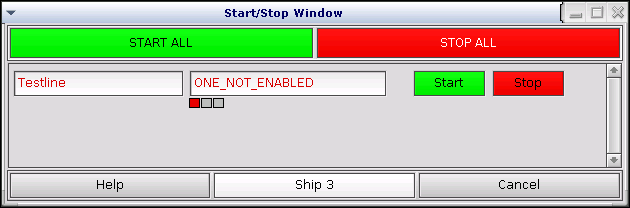 Start/Stop Window
START ALL STOP ALL
Testline ONE_NOT_ENABLED Start Stop
Help Ship 3 Cancel